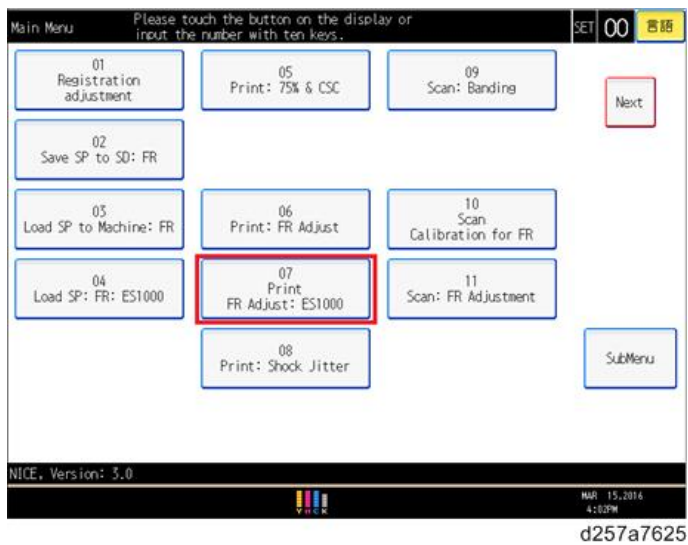 Main Menu
Please touch the button on the display or
input the number with ten keys.
SET 00 言語
01
Registration
adjustment
05
Print: 75% & CSC
09
Scan: Banding
Next
02
Save SP to SD: FR
03
Load SP to Machine: FR
06
Print: FR Adjust
10
Scan
Calibration for FR
04
Load SP: FR: ES1000
07
Print
FR Adjust: ES1000
11
Scan: FR Adjustment
08
Print: Shock Jitter
SubMenu
NICE, Version: 3.0
Y M C K
MAR 15.2016
4:02PM
d257a7625